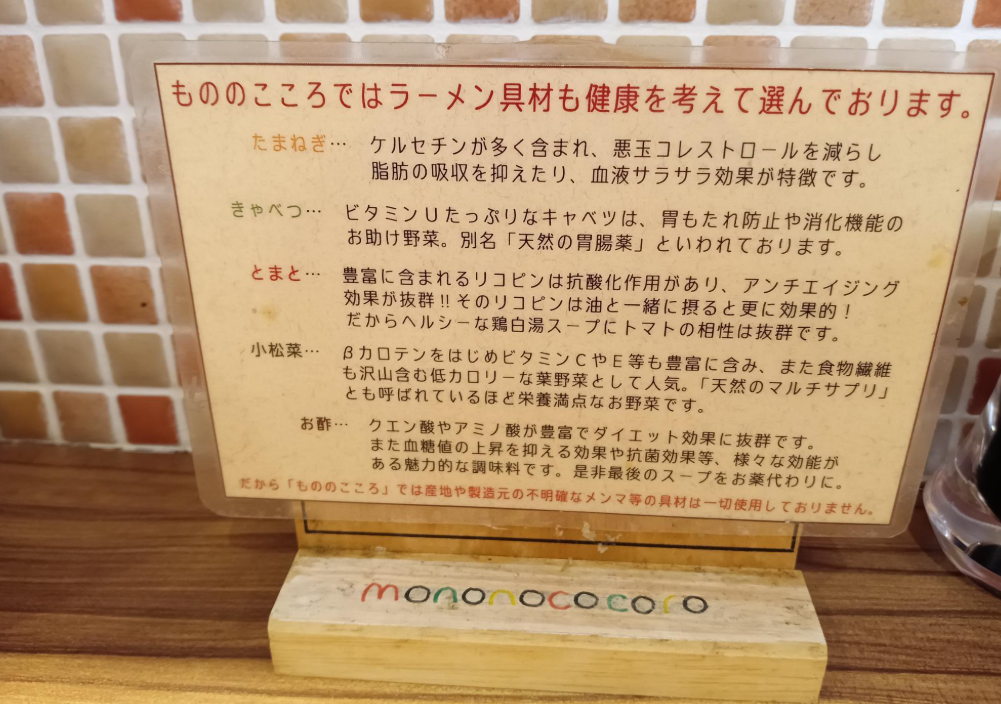 もののこころではラーメン具材も健康を考えて選んでおります。
たまねぎ… ケルセチンが多く含まれ、悪玉コレストロールを減らし
脂肪の吸収を抑えたり、血液サラサラ効果が特徴です。
きゃべつ… ビタミンUたっぷりなキャベツは、胃もたれ防止や消化機能の
お助け野菜。別名「天然の胃腸薬」といわれております。
とまと… 豊富に含まれるリコピンは抗酸化作用があり、アンチエイジング
効果が抜群!!そのリコピンは油と一緒に摂ると更に効果的!
だからヘルシーな鶏白湯スープにトマトの相性は抜群です。
小松菜… βカロテンをはじめビタミンCやE等も豊富に含み、また食物繊維
も沢山含む低カロリーな葉野菜として人気。「天然のマルチサプリ」
とも呼ばれているほど栄養満点なお野菜です。
お酢… クエン酸やアミノ酸が豊富でダイエット効果に抜群です。
また血糖値の上昇を抑える効果や抗菌効果等、様々な効能が
ある魅力的な調味料です。是非最後のスープをお薬代わりに。
だから「もののこころ」では産地や製造元の不明確なメンマ等の具材は一切使用しておりません。
mononococoro